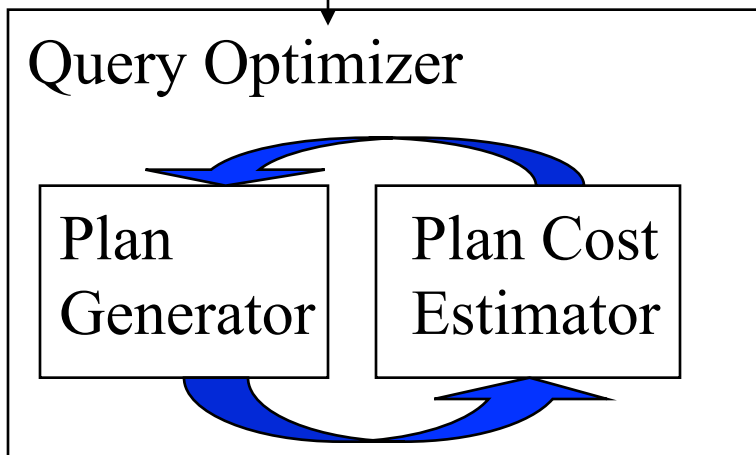 Query Optimizer
Plan
Generator
Plan Cost
Estimator